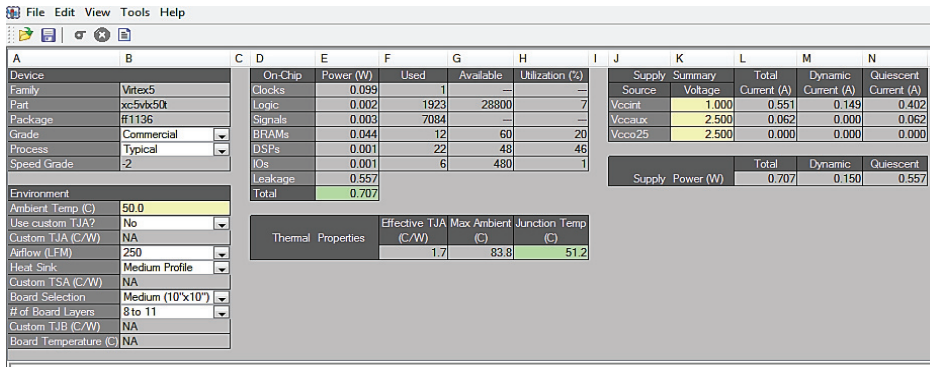 File Edit View Tools Help
A B C D E F G H I J K L M N
Device On-Chip Power (W) Used Available Utilization (%) Supply Summary Total Dynamic Quiescent
Family Virtex5 Clocks 0.099 1 --- --- Source Voltage Current (A) Current (A) Current (A)
Part xc5vlx50t Logic 0.002 1923 28800 7 Vccint 1.000 0.551 0.149 0.402
Package ff1136 Signals 0.003 7084 --- --- Vccaux 2.500 0.062 0.000 0.062
Grade Commercial BRAMs 0.044 12 60 20 Vcco25 2.500 0.000 0.000 0.000
Process Typical DSPs 0.001 22 48 46
Speed Grade -2 IOs 0.001 6 480 1 Total Dynamic Quiescent
Leakage 0.557 Supply Power (W) 0.707 0.150 0.557
Environment Total 0.707
Ambient Temp (C) 50.0
Use custom TJA? No Effective TJA Max Ambient Junction Temp
Custom TJA (C/W) NA Thermal Properties (C/W) (C) (C)
Airflow (LFM) 250 1.7 83.8 51.2
Heat Sink Medium Profile
Custom TSA (C/W) NA
Board Selection Medium (10"x10")
# of Board Layers 8 to 11
Custom TJB (C/W) NA
Board Temperature (C) NA